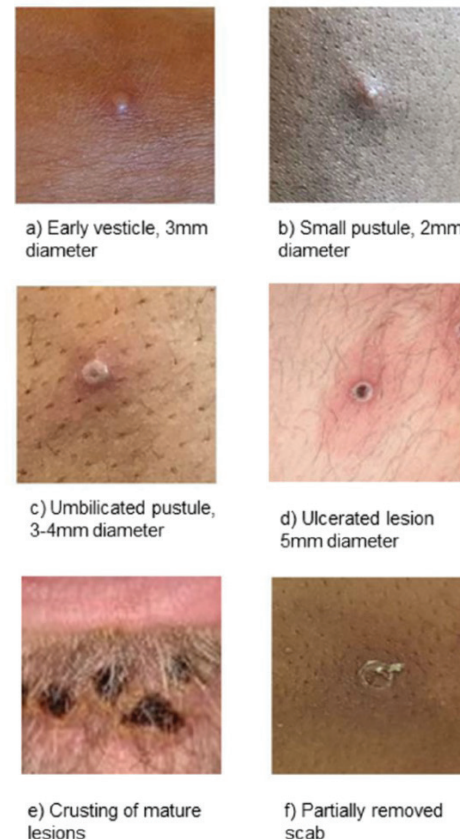 a) Early vesicle, 3mm
diameter
b) Small pustule, 2mm
diameter
c) Umbilicated pustule,
3-4mm diameter
d) Ulcerated lesion
5mm diameter
e) Crusting of mature
lesions
f) Partially removed
scab